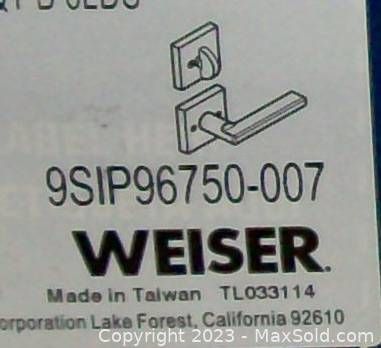 9SIP96750-007
WEISER.
Made in Taiwan TL033114
orporation Lake Forest, California 92610
Copyright 2023 - MaxSold.com